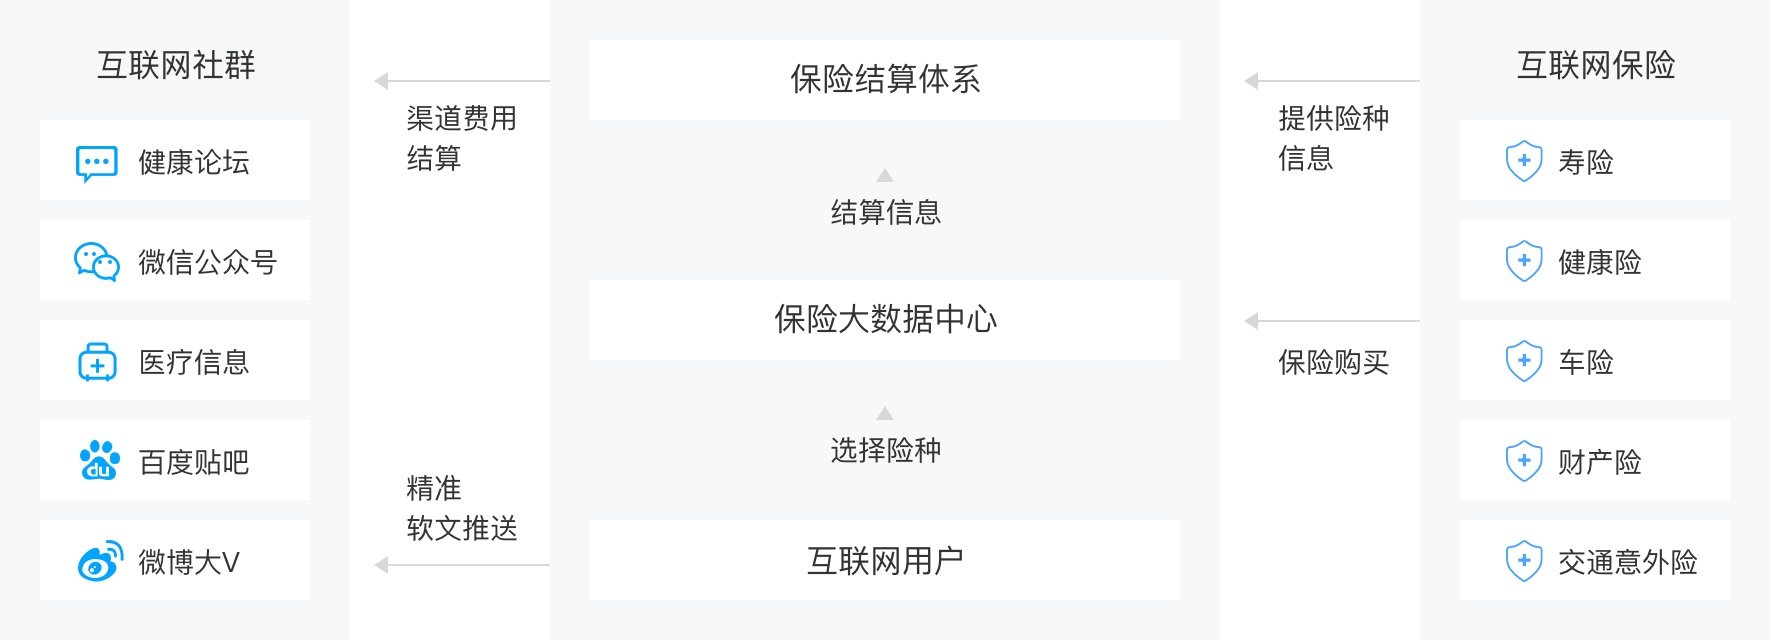 互联网社群
健康论坛
微信公众号
医疗信息
du
百度贴吧
微博大V
渠道费用
结算
精准
软文推送
保险结算体系
结算信息
保险大数据中心
选择险种
互联网用户
提供险种
信息
保险购买
互联网保险
寿险
健康险
车险
财产险
交通意外险